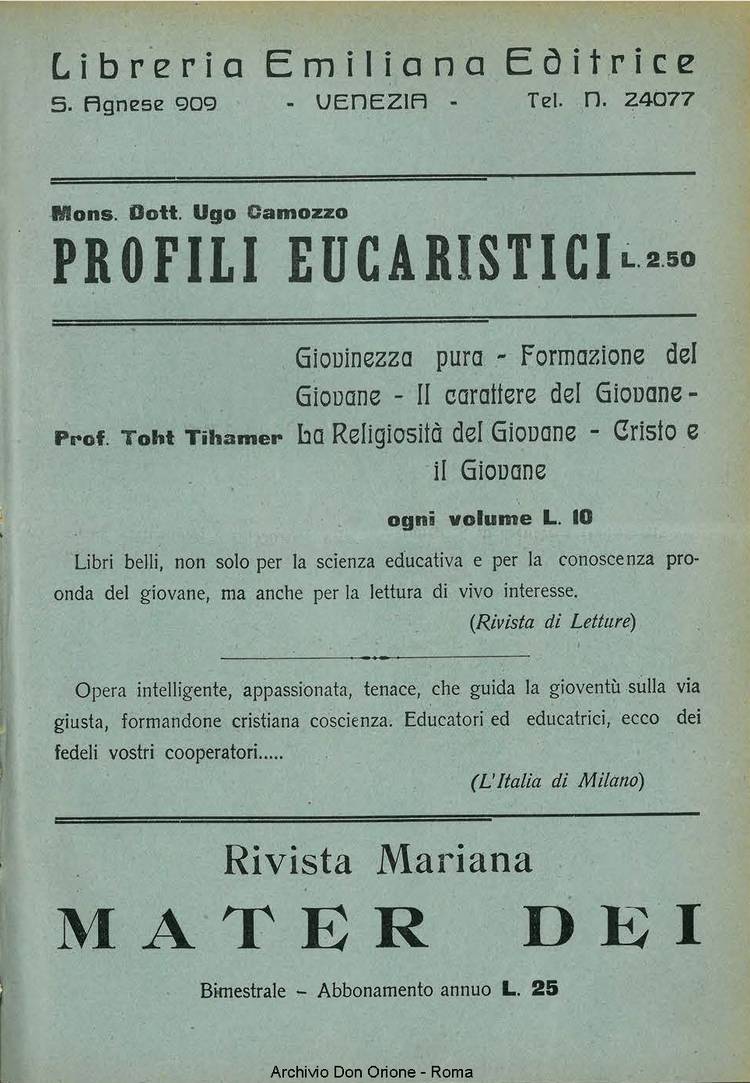 Libreria Emiliana Editrice
S. Agnese 909 - VENEZIA - Tel. n. 24077
Mons. Dott. Ugo Camozzo
PROFILI EUCARISTICI L. 2.50
Giovinezza pura - Formazione del
Giovane - Il carattere del Giovane -
Prof. Toht Tihamer La Religiosità del Giovane - Cristo e
il Giovane
ogni volume L. 10
Libri belli, non solo per la scienza educativa e per la conoscenza pro-
onda del giovane, ma anche per la lettura di vivo interesse.
(Rivista di Letture)
Opera intelligente, appassionata, tenace, che guida la gioventù sulla via
giusta, formandone cristiana coscienza. Educatori ed educatrici, ecco dei
fedeli vostri cooperatori.....
(L'Italia di Milano)
Rivista Mariana
MATER DEI
Bimestrale - Abbonamento annuo L. 25
Archivio Don Orione - Roma